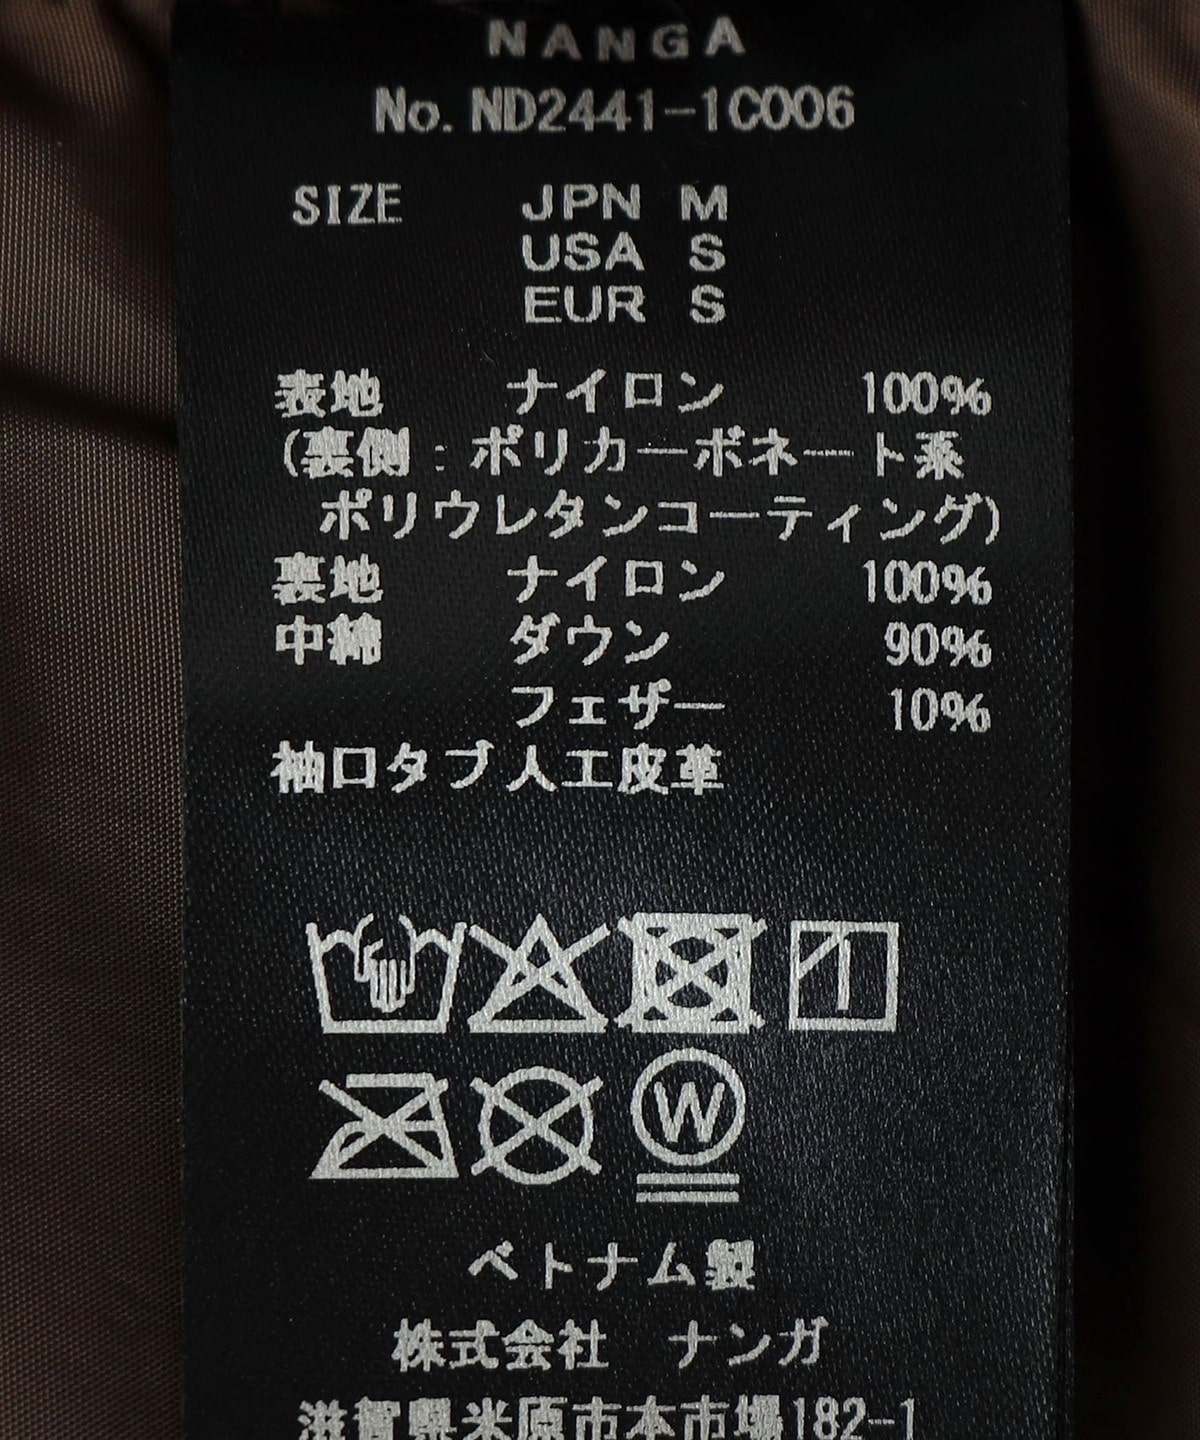 NANGA
No. ND2441-1C006
SIZE JPN M
USA S
EUR S
表地 ナイロン 100%
(裏側:ポリカーボネート系
ポリウレタンコーティング)
裏地 ナイロン 100%
中綿 ダウン 90%
フェザー 10%
袖口タブ 人工皮革
W
ベトナム製
株式会社 ナンガ
滋賀県米原市本市場182-1